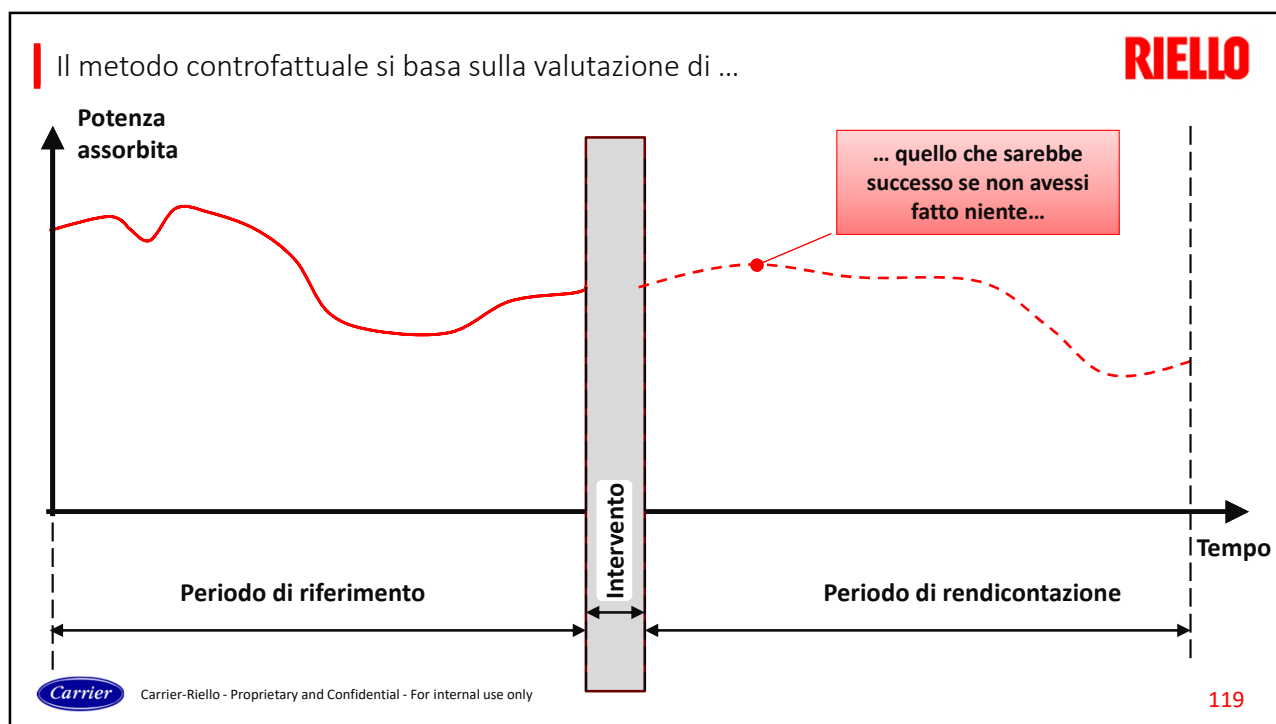 Il metodo controfattuale si basa sulla valutazione di …
RIELLO
Potenza
assorbita
… quello che sarebbe
successo se non avessi
fatto niente…
Intervento
Tempo
Periodo di riferimento
Periodo di rendicontazione
Carrier
Carrier-Riello - Proprietary and Confidential - For internal use only
119